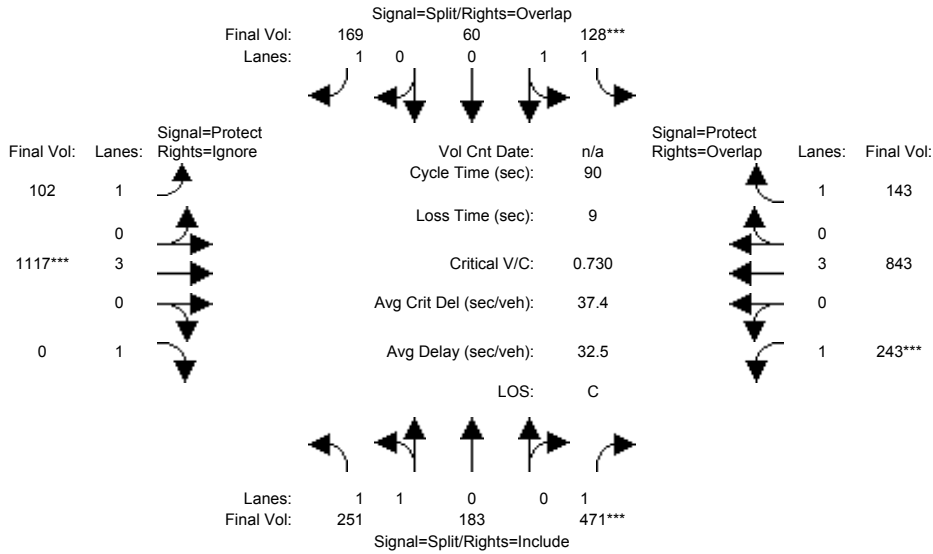 Signal=Split/Rights=Overlap
Final Vol: 169 60 128***
Lanes: 1 0 0 1 1
Signal=Protect Signal=Protect
Final Vol: Lanes: Rights=Ignore Vol Cnt Date: n/a Rights=Overlap Lanes: Final Vol:
Cycle Time (sec): 90
102 1 1 143
Loss Time (sec): 9
0 0
1117*** 3 Critical V/C: 0.730 3 843
0 Avg Crit Del (sec/veh): 37.4 0
0 1 Avg Delay (sec/veh): 32.5 1 243***
LOS: C
Lanes: 1 1 0 0 1
Final Vol: 251 183 471***
Signal=Split/Rights=Include